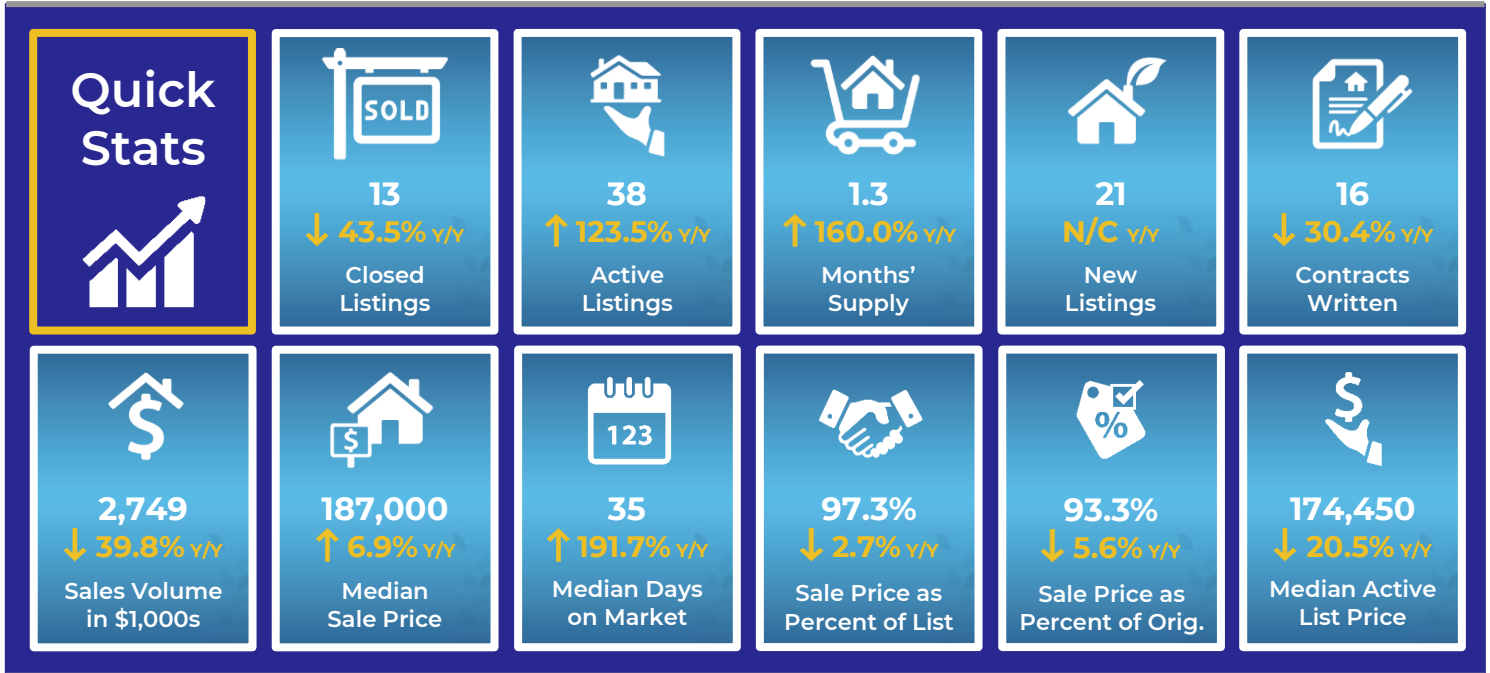 Quick
Stats
SOLD
13
↓ 43.5% Y/Y
Closed
Listings
38
↑ 123.5% Y/Y
Active
Listings
1.3
↑ 160.0% Y/Y
Months’
Supply
21
N/C Y/Y
New
Listings
16
↓ 30.4% Y/Y
Contracts
Written
$
2,749
↓ 39.8% Y/Y
Sales Volume
in $1,000s
$
187,000
↑ 6.9% Y/Y
Median
Sale Price
123
35
↑ 191.7% Y/Y
Median Days
on Market
97.3%
↓ 2.7% Y/Y
Sale Price as
Percent of List
%
93.3%
↓ 5.6% Y/Y
Sale Price as
Percent of Orig.
$
174,450
↓ 20.5% Y/Y
Median Active
List Price